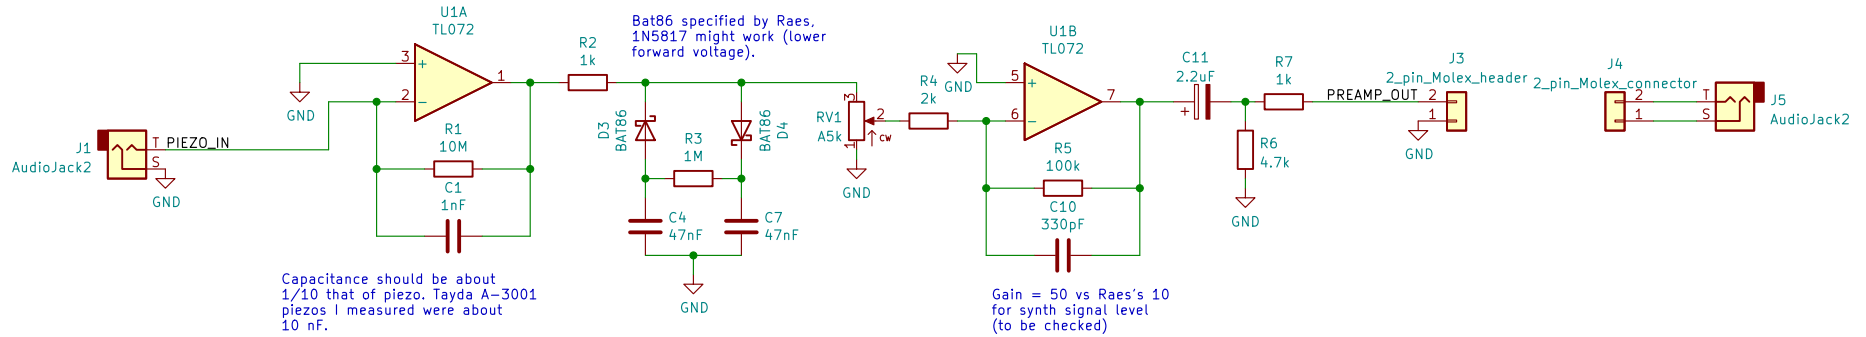 U1A
TL072
3
+
2
−
1
GND
J1
AudioJack2
T
S
PIEZO_IN
GND
R1
10M
C1
1nF
Capacitance should be about
1/10 that of piezo. Tayda A-3001
piezos I measured were about
10 nF.
R2
1k
Bat86 specified by Raes,
1N5817 might work (lower
forward voltage).
D3
BAT86
BAT86
D4
R3
1M
C4
47nF
C7
47nF
GND
RV1
A5k
3
2
1
cw
GND
R4
2k
GND
U1B
TL072
5
+
6
−
7
R5
100k
C10
330pF
Gain = 50 vs Raes's 10
for synth signal level
(to be checked)
C11
2.2uF
+
R7
1k
R6
4.7k
GND
PREAMP_OUT
J3
2_pin_Molex_header
2
1
GND
J4
2_pin_Molex_connector
2
1
T
S
J5
AudioJack2